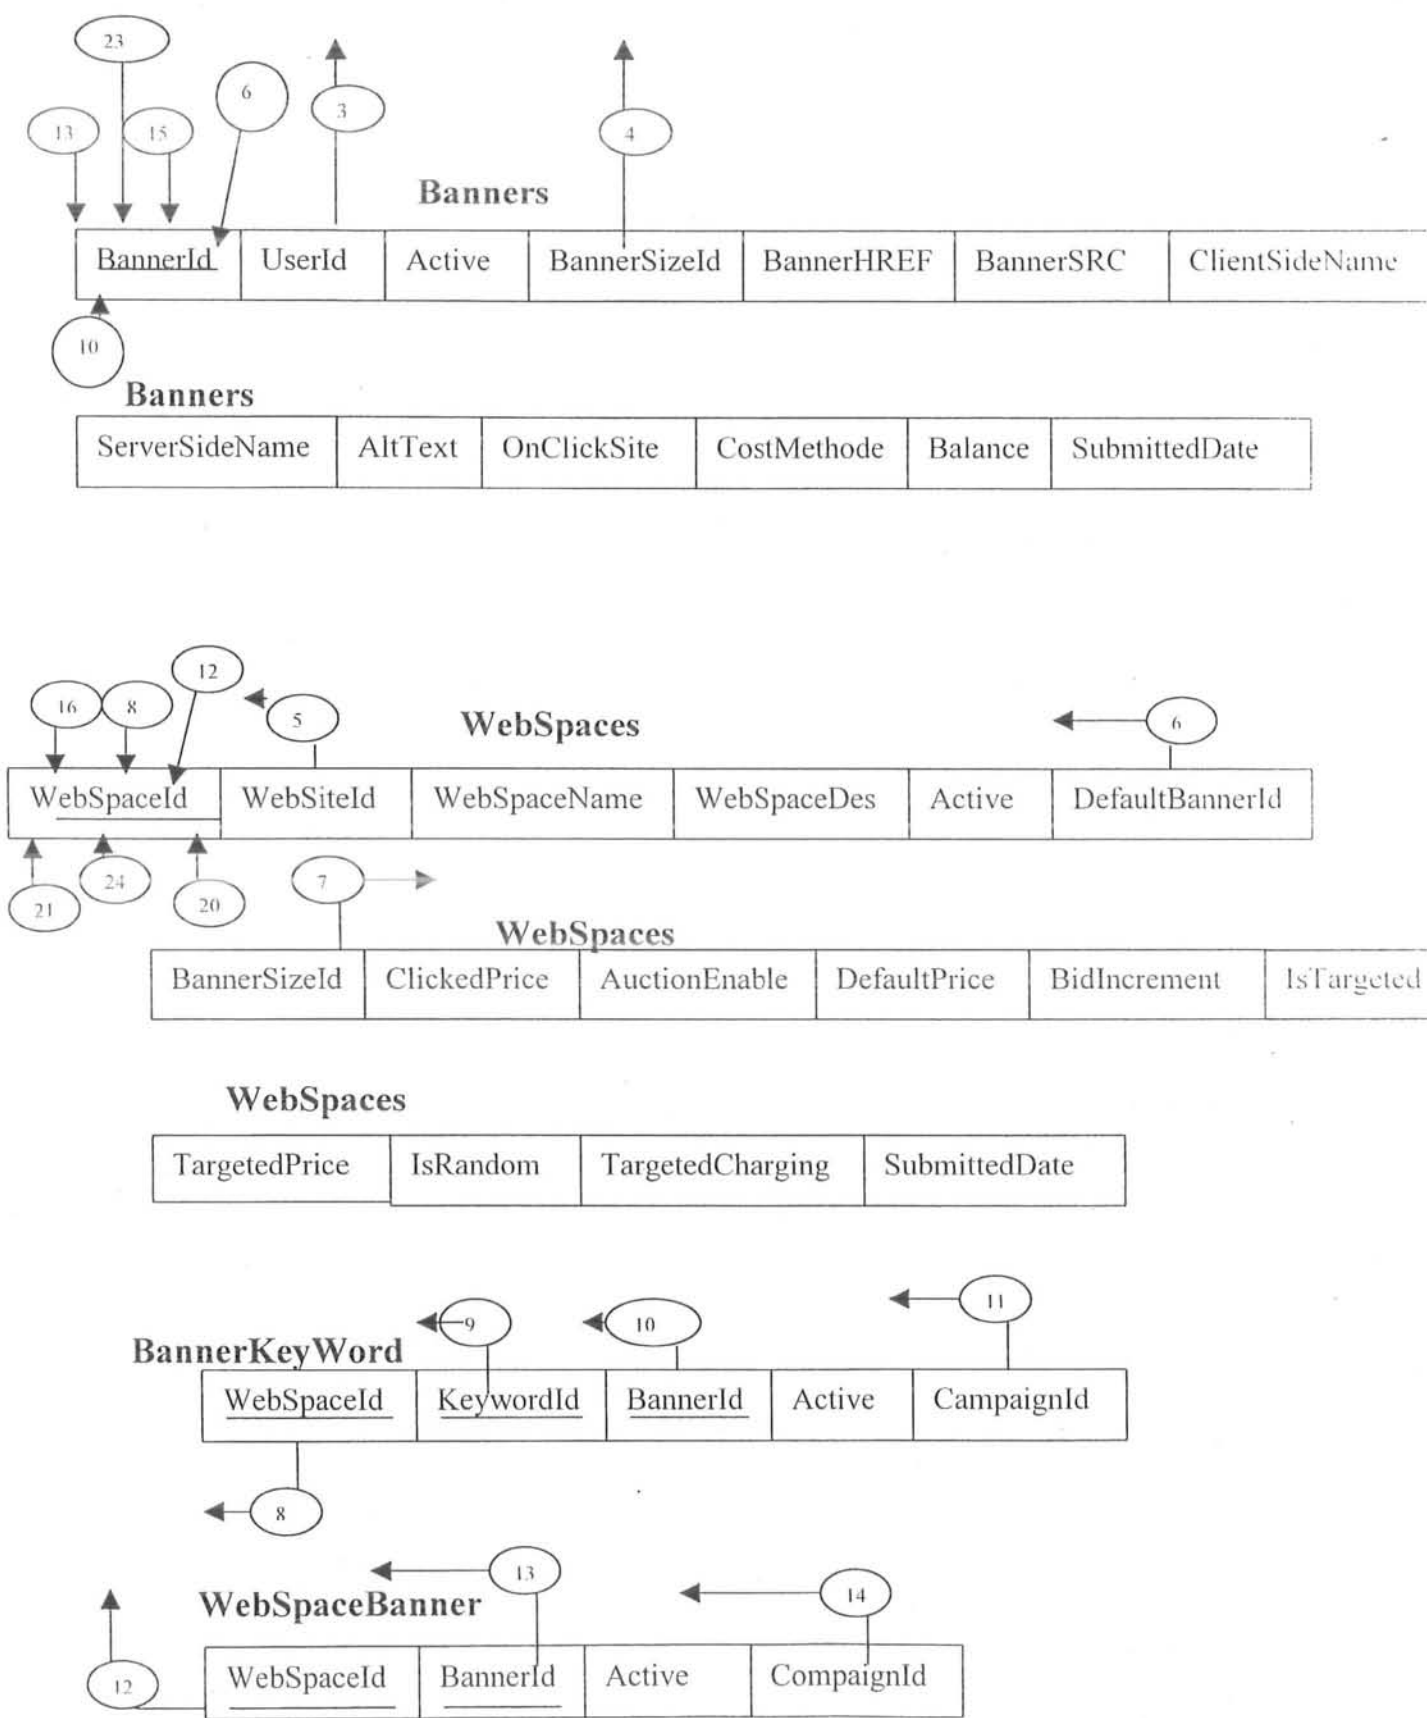 23
6
3
4
13
15
Banners
BannerId UserId Active BannerSizeId BannerHREF BannerSRC ClientSideName
10
Banners
ServerSideName AltText OnClickSite CostMethode Balance SubmittedDate
12
16
8
5
WebSpaces
6
WebSpaceId WebSiteId WebSpaceName WebSpaceDes Active DefaultBannerId
21
24
20
7
WebSpaces
BannerSizeId ClickedPrice AuctionEnable DefaultPrice BidIncrement IsTargeted
WebSpaces
TargetedPrice IsRandom TargetedCharging SubmittedDate
9
10
11
BannerKeyWord
WebSpaceId KeywordId BannerId Active CampaignId
8
13
14
WebSpaceBanner
12
WebSpaceId BannerId Active CompaignId